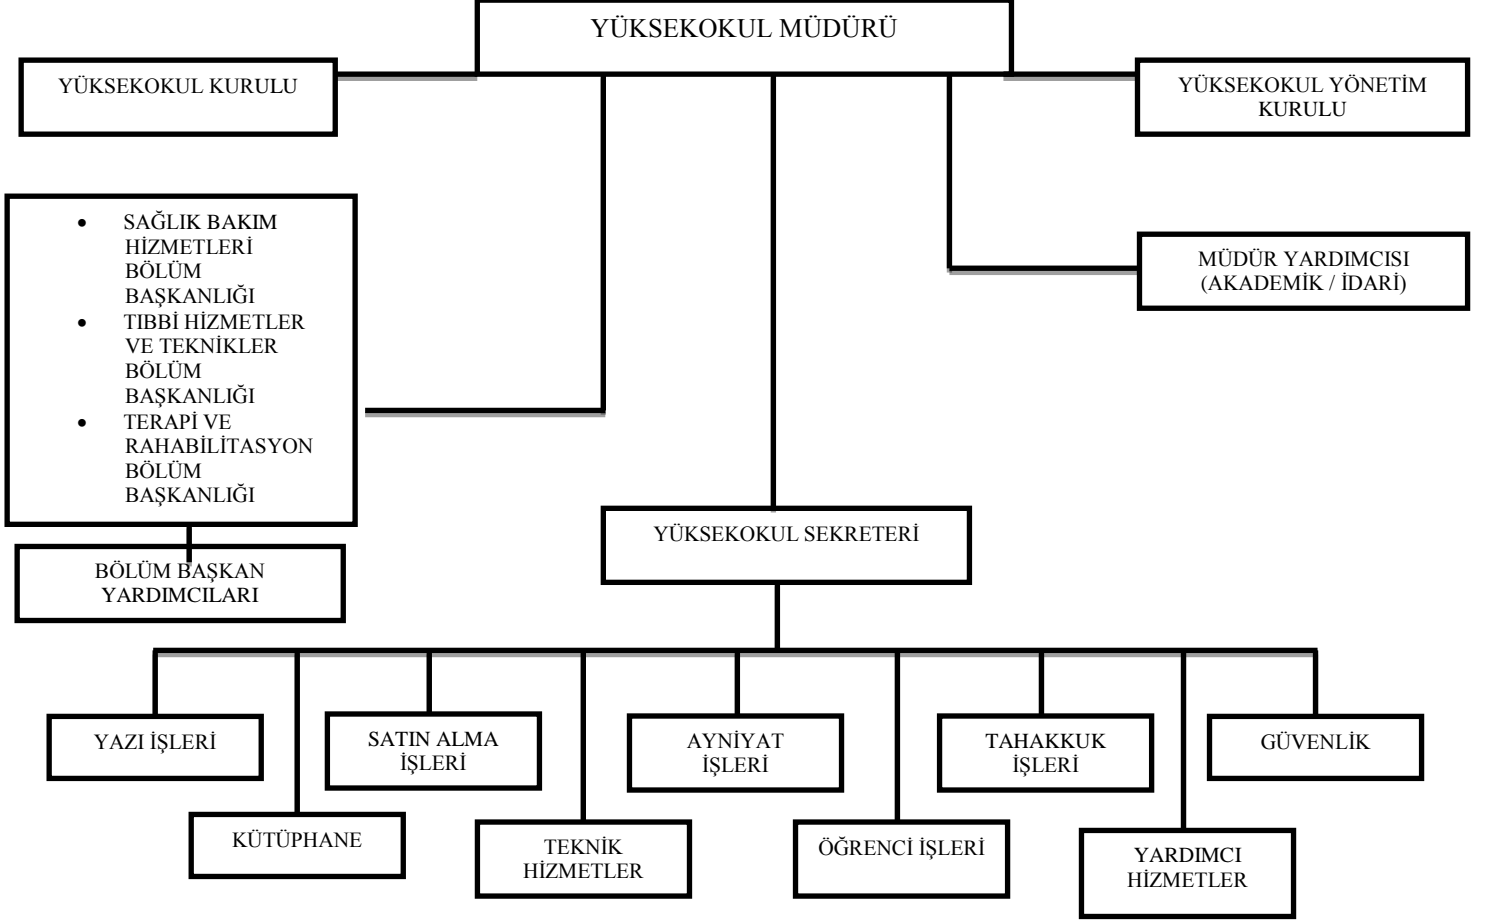 YÜKSEKOKUL MÜDÜRÜ
YÜKSEKOKUL KURULU
YÜKSEKOKUL YÖNETİM
KURULU
• SAĞLIK BAKIM
HİZMETLERİ
BÖLÜM
BAŞKANLIĞI
• TIBBİ HİZMETLER
VE TEKNİKLER
BÖLÜM
BAŞKANLIĞI
• TERAPİ VE
RAHABİLİTASYON
BÖLÜM
BAŞKANLIĞI
MÜDÜR YARDIMCISI
(AKADEMİK / İDARİ)
YÜKSEKOKUL SEKRETERİ
BÖLÜM BAŞKAN
YARDIMCILARI
YAZI İŞLERİ
SATIN ALMA
İŞLERİ
AYNİYAT
İŞLERİ
TAHAKKUK
İŞLERİ
GÜVENLİK
KÜTÜPHANE
TEKNİK
HİZMETLER
ÖĞRENCİ İŞLERİ
YARDIMCI
HİZMETLER